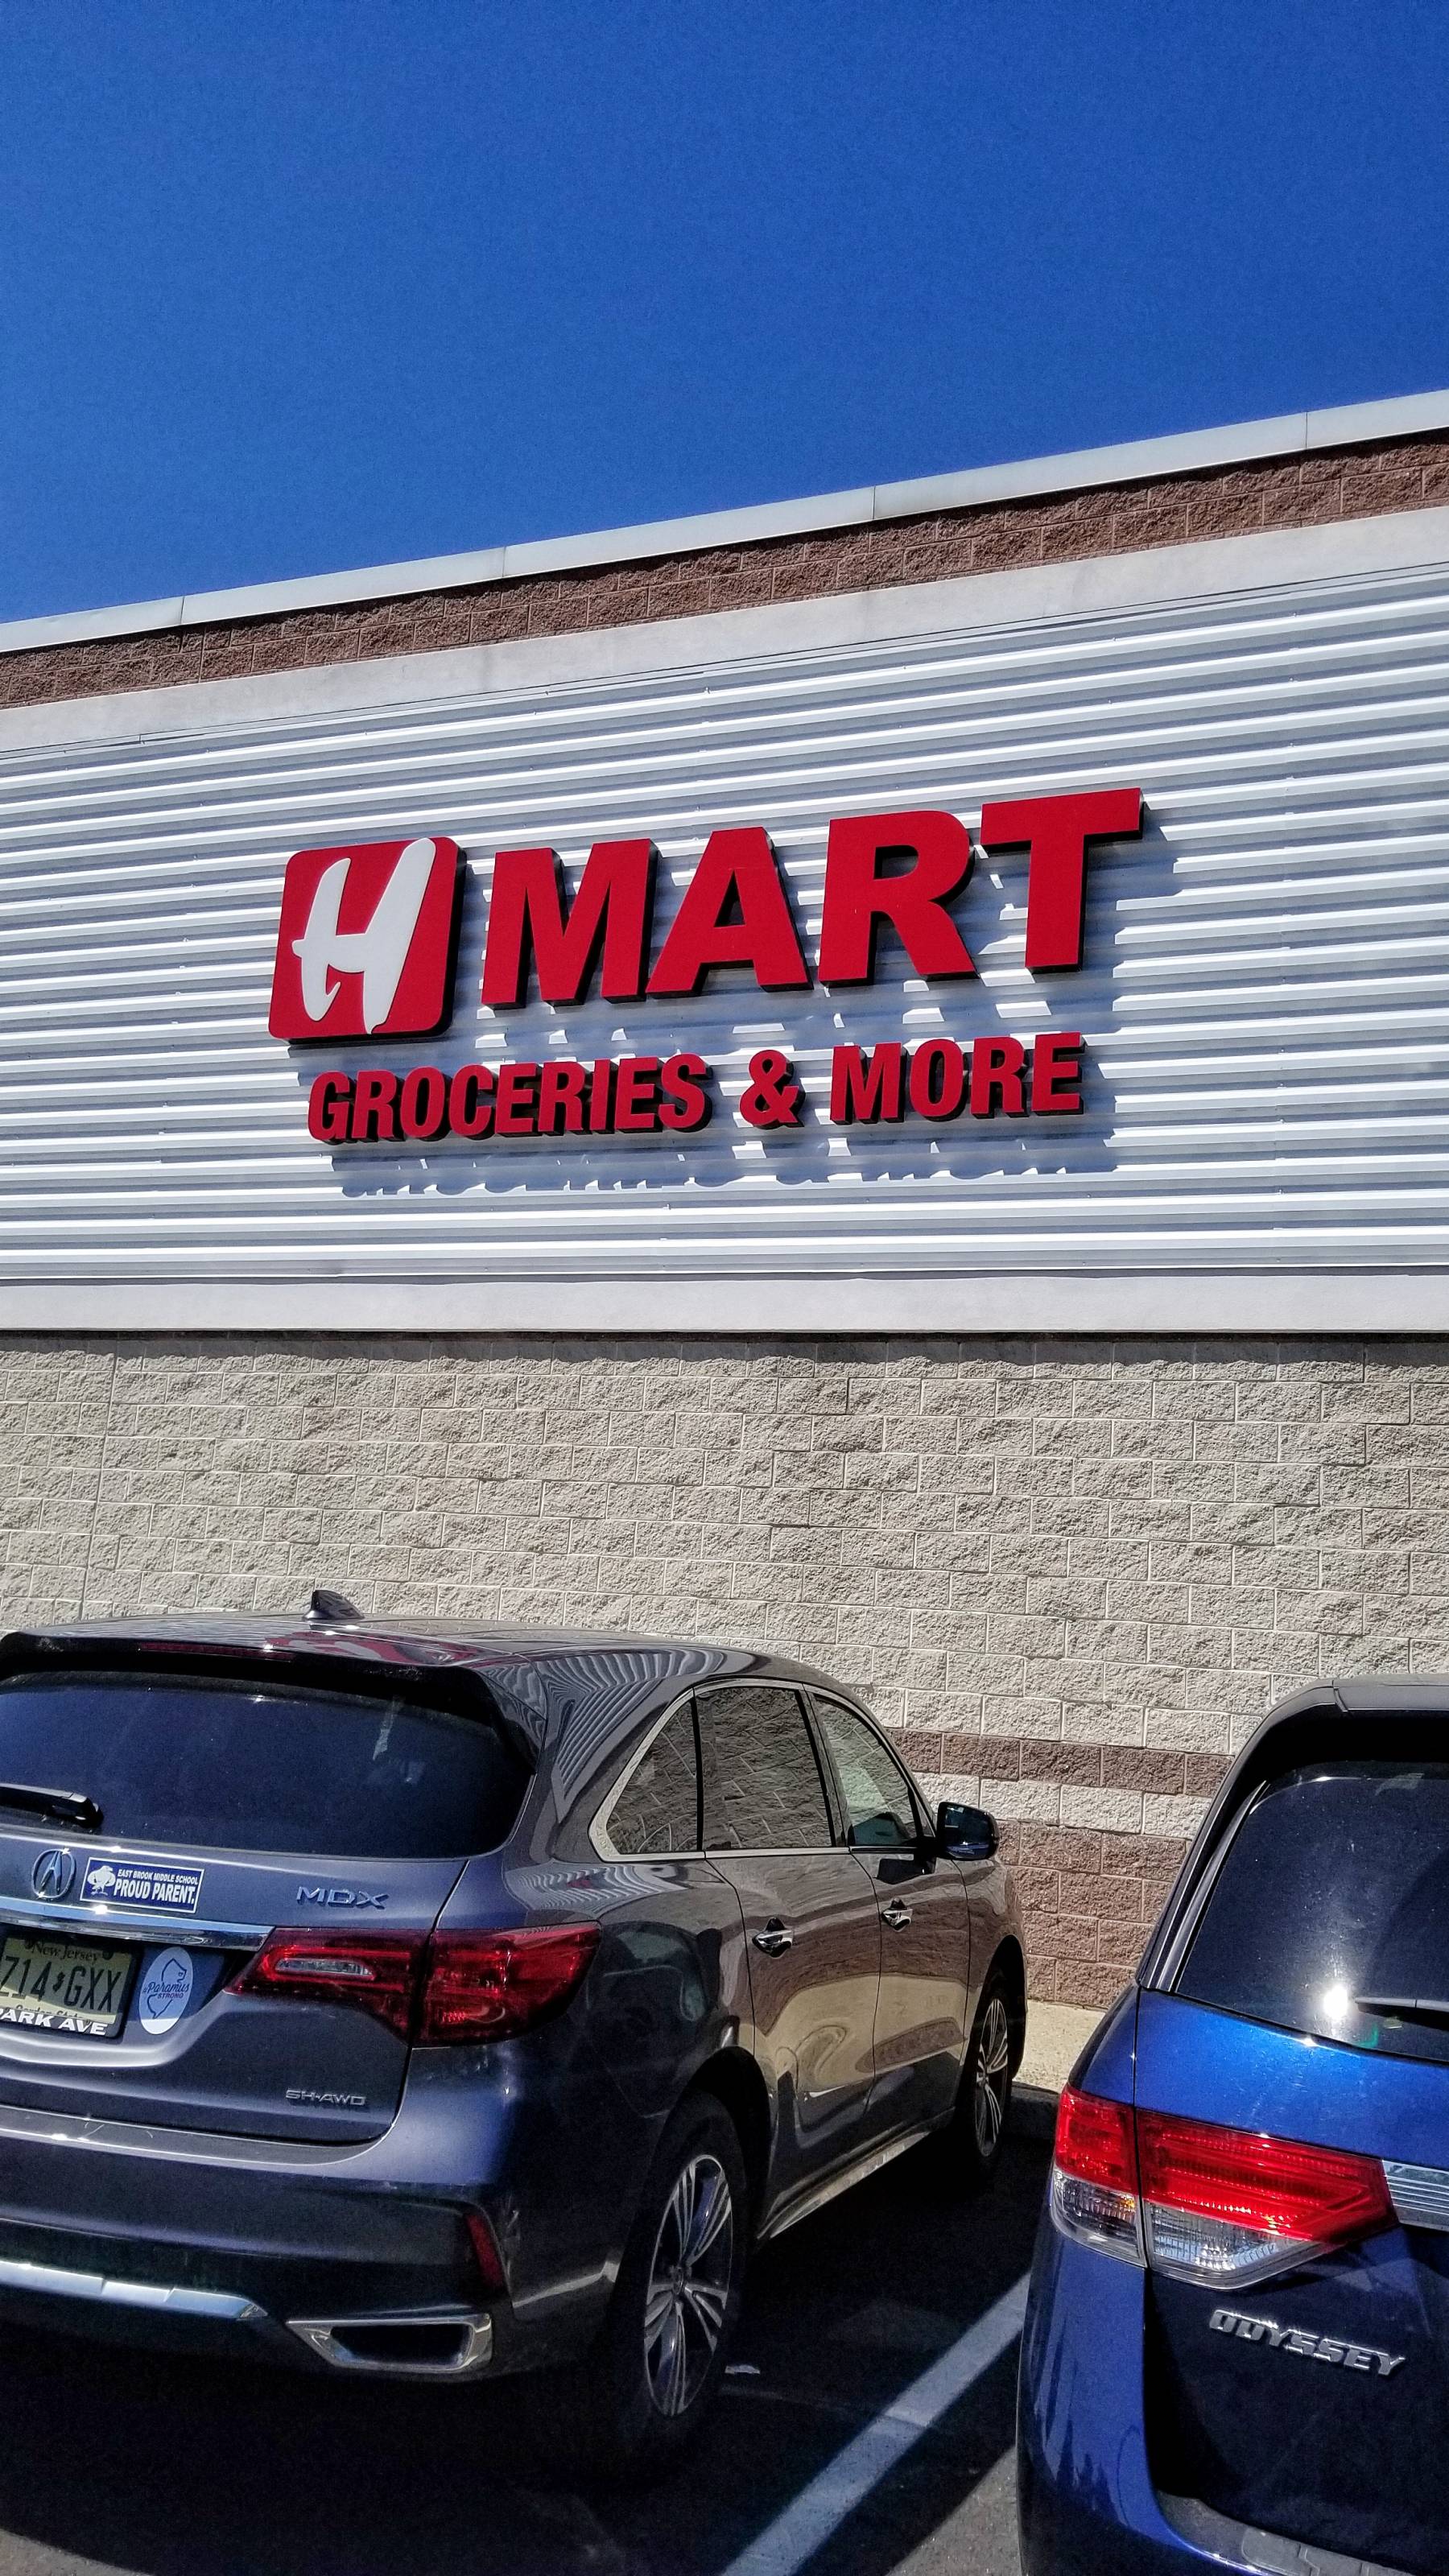 H MART
GROCERIES & MORE
EAST BROOK MIDDLE SCHOOL
PROUD PARENT.
MDX
New Jersey
Z14 GXX
PARK AVE
Paramus
STRONG
SH-AWD
ODYSSEY